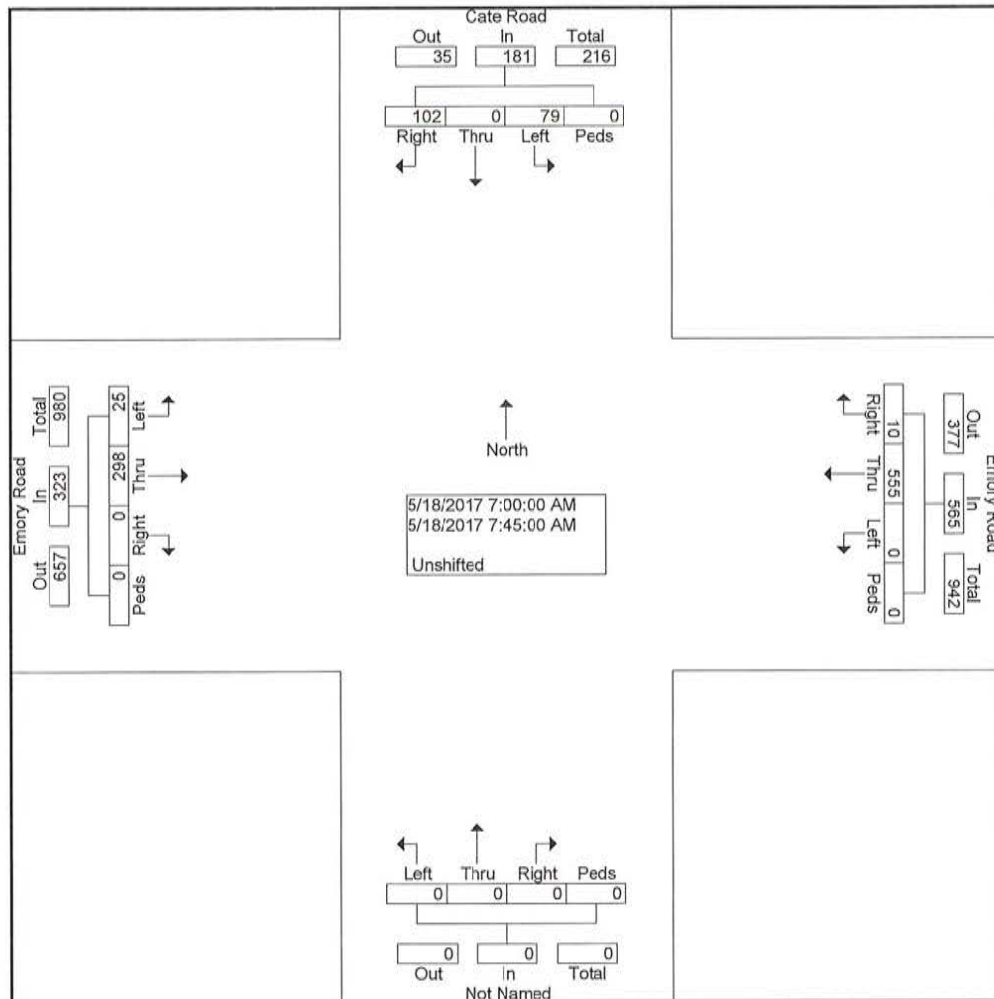 Cate Road
Out In Total
35 181 216
102 0 79 0
Right Thru Left Peds
Emory Road
Total In Out
980 323 657
25 298 0 0
Left Thru Right Peds
North
5/18/2017 7:00:00 AM
5/18/2017 7:45:00 AM
Unshifted
Right Thru Left Peds
10 555 0 0
Out In Total
377 565 942
Emory Road
Left Thru Right Peds
0 0 0 0
0 0 0
Out In Total
Not Named